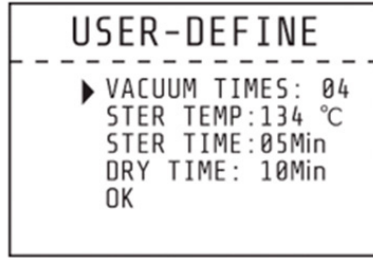 USER-DEFINE
VACUUM TIMES: 04
STER TEMP:134 ℃
STER TIME:05Min
DRY TIME: 10Min
OK